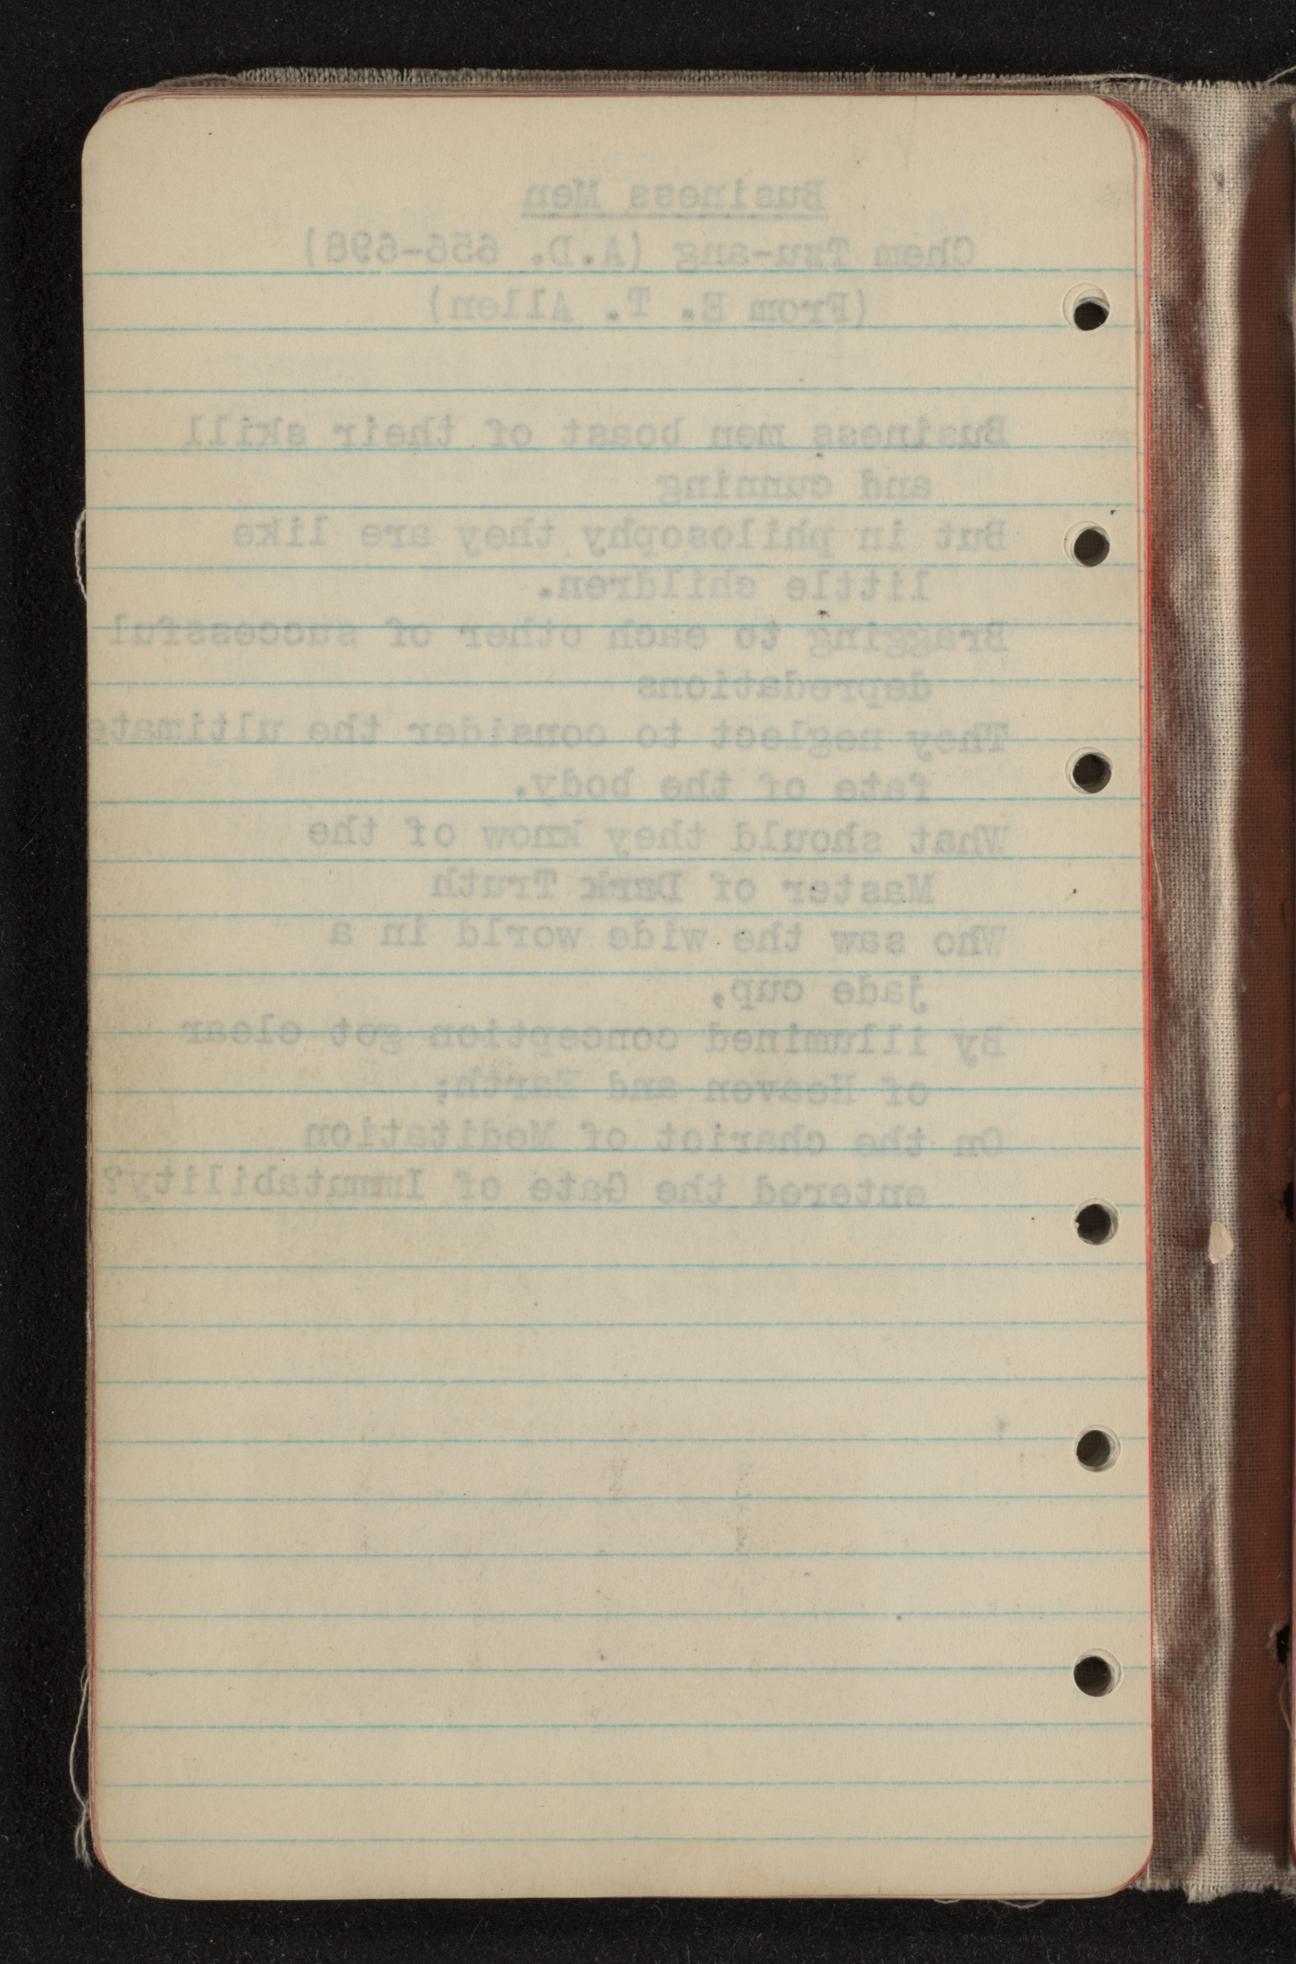 Business Men
Chem Tzu-ang (A.D. 656-698)
(From E. T. Allen)
Business men boast of their skill
and cunning
But in philosophy they are like
little children.
Bragging to each other of successful
depredations
They neglect to consider the ultimate
fate of the body.
What should they know of the
Master of Dark Truth
Who saw the wide world in a
jade cup,
By illumined conception got clear
of Heaven and Earth;
On the chariot of Meditation
entered the Gate of Immutability?